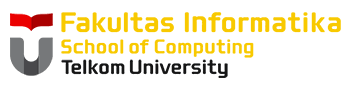 Fakultas Informatika
School of Computing
Telkom University